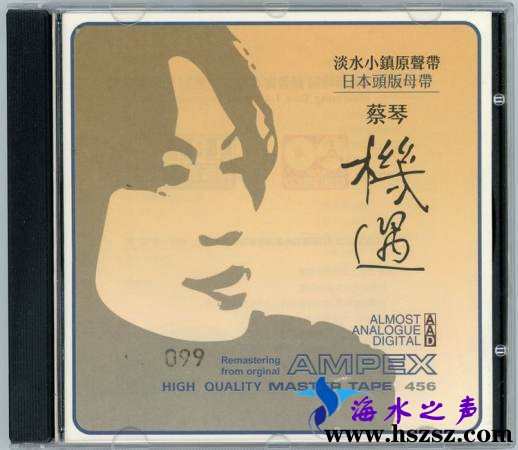 淡水小鎮原聲帶
日本頭版母帶
蔡琴
機遇
ALMOST A
ANALOGUE A
DIGITAL D
099
Remastering
from orginal
AMPEX
HIGH QUALITY MASTER TAPE 456
海水之声
www.hszsz.com